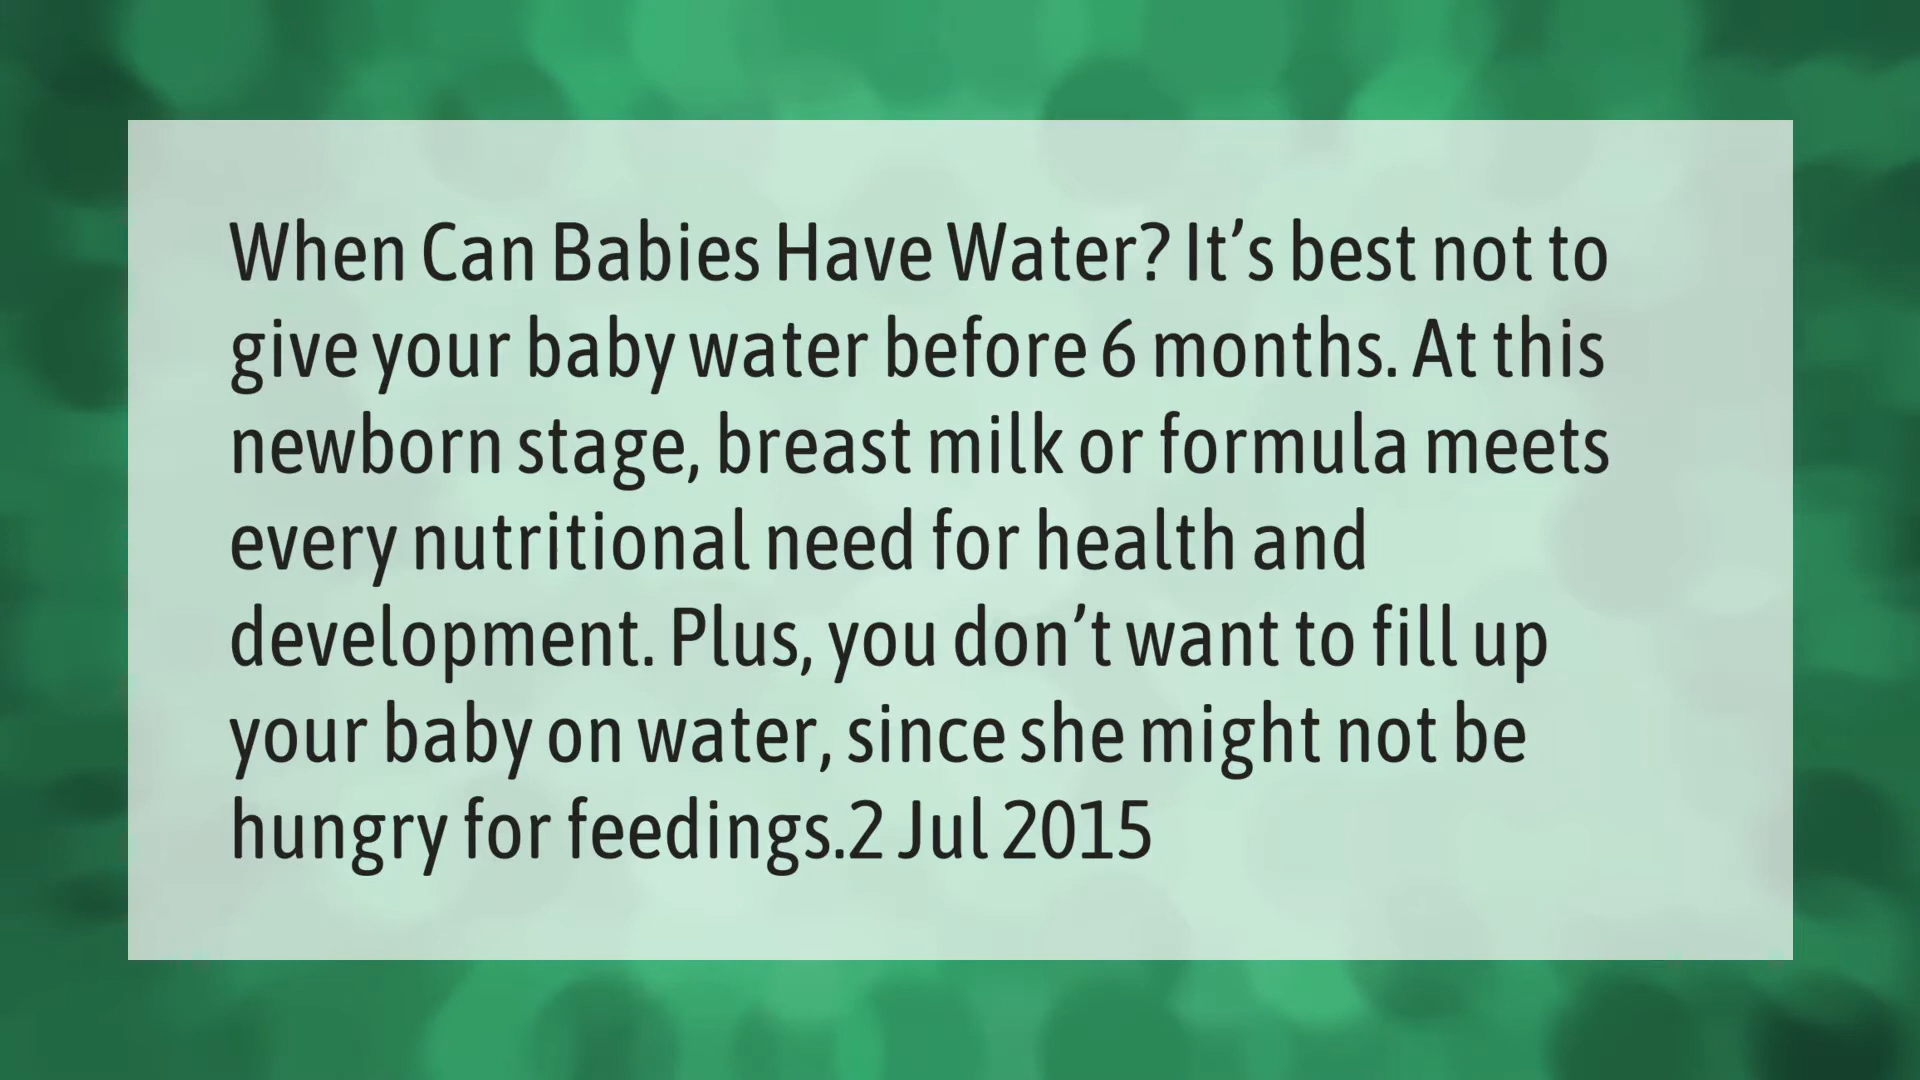 When Can Babies Have Water? It’s best not to
give your baby water before 6 months. At this
newborn stage, breast milk or formula meets
every nutritional need for health and
development. Plus, you don’t want to fill up
your baby on water, since she might not be
hungry for feedings.2 Jul 2015